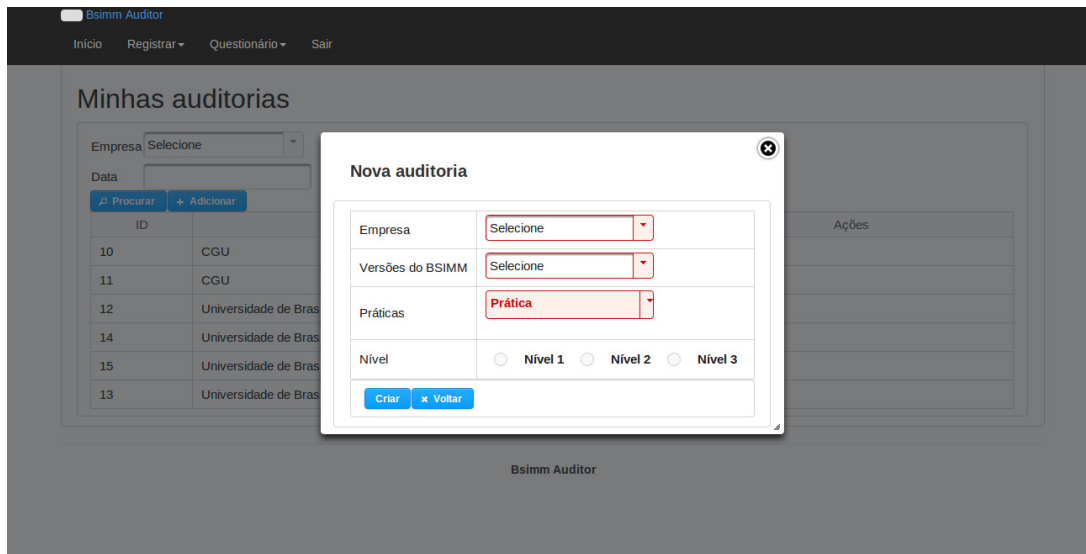 Bsimm Auditor
Início Registrar Questionário Sair
Minhas auditorias
Empresa Selecione
Data
Procurar Adicionar
ID Ações
10 CGU
11 CGU
12 Universidade de Bras
14 Universidade de Bras
15 Universidade de Bras
13 Universidade de Bras
Nova auditoria
Empresa Selecione
Versões do BSIMM Selecione
Práticas Prática
Nível Nível 1 Nível 2 Nível 3
Criar Voltar
Bsimm Auditor